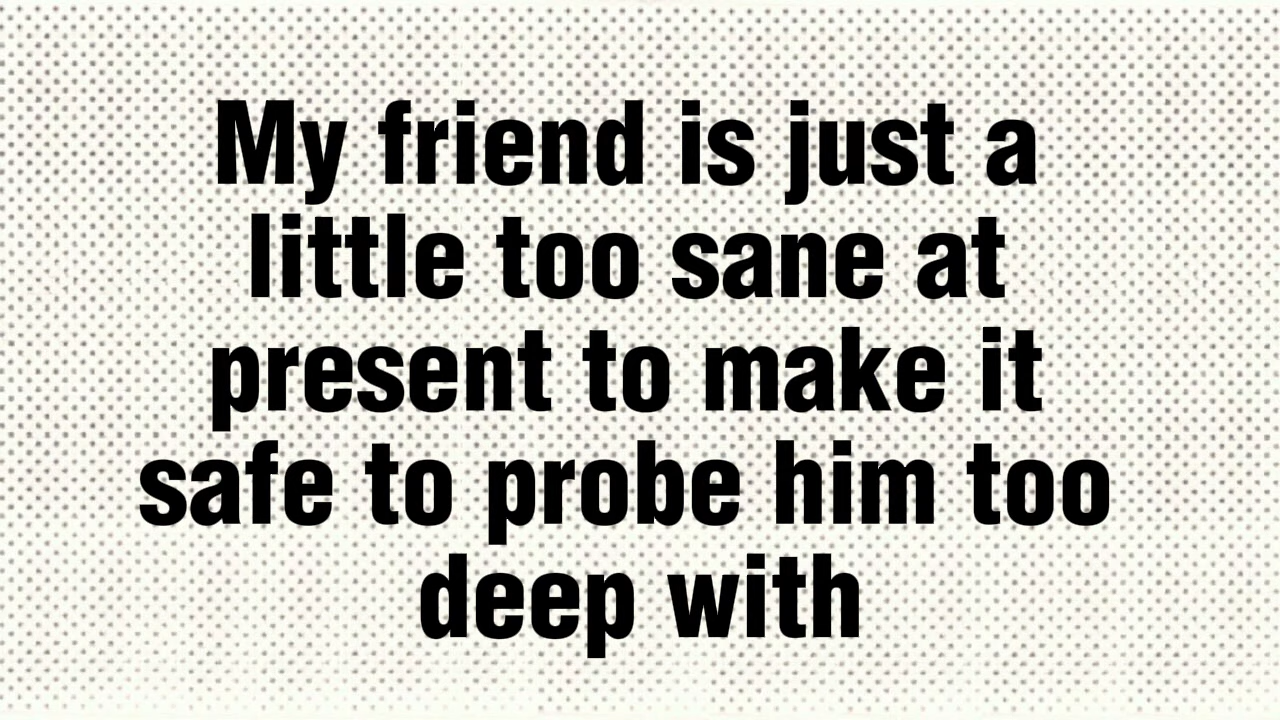 My friend is just a
little too sane at
present to make it
safe to probe him too
deep with